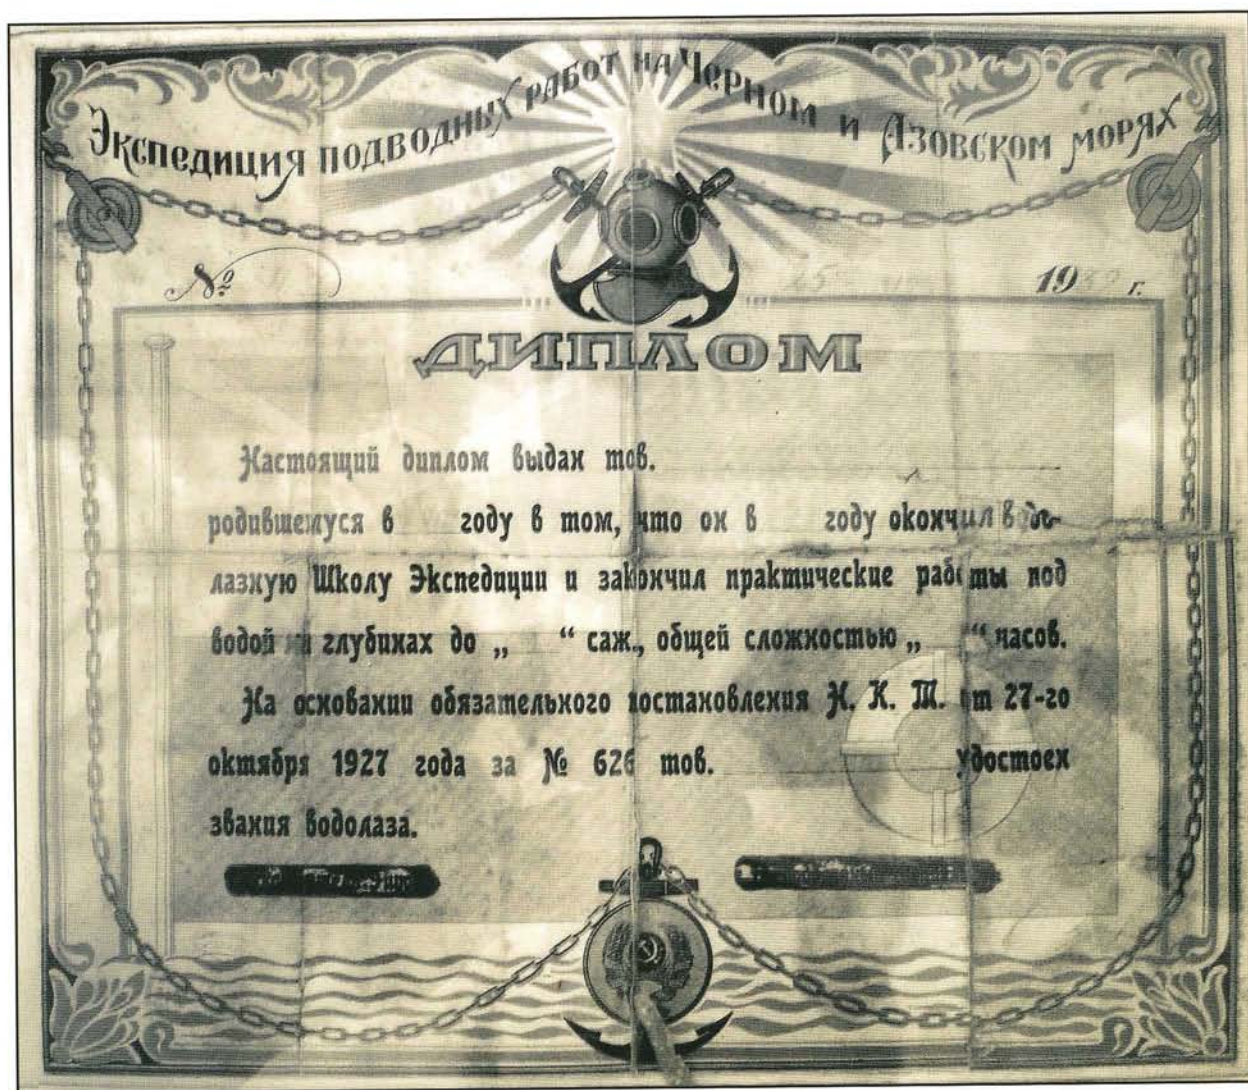 Экспедиция подводных работ на Черном и Азовском морях
№ 19 г.
ДИПЛОМ
Настоящий диплом выдан тов.
родившемуся в году в том, что он в году окончил водо-
лазную Школу Экспедиции и закончил практические работы под
водой на глубинах до „ “ саж., общей сложностью „ “ часов.
На основании обязательного постановления Н. К. Т. от 27-го
октября 1927 года за № 626 тов. удостоен
звания водолаза.